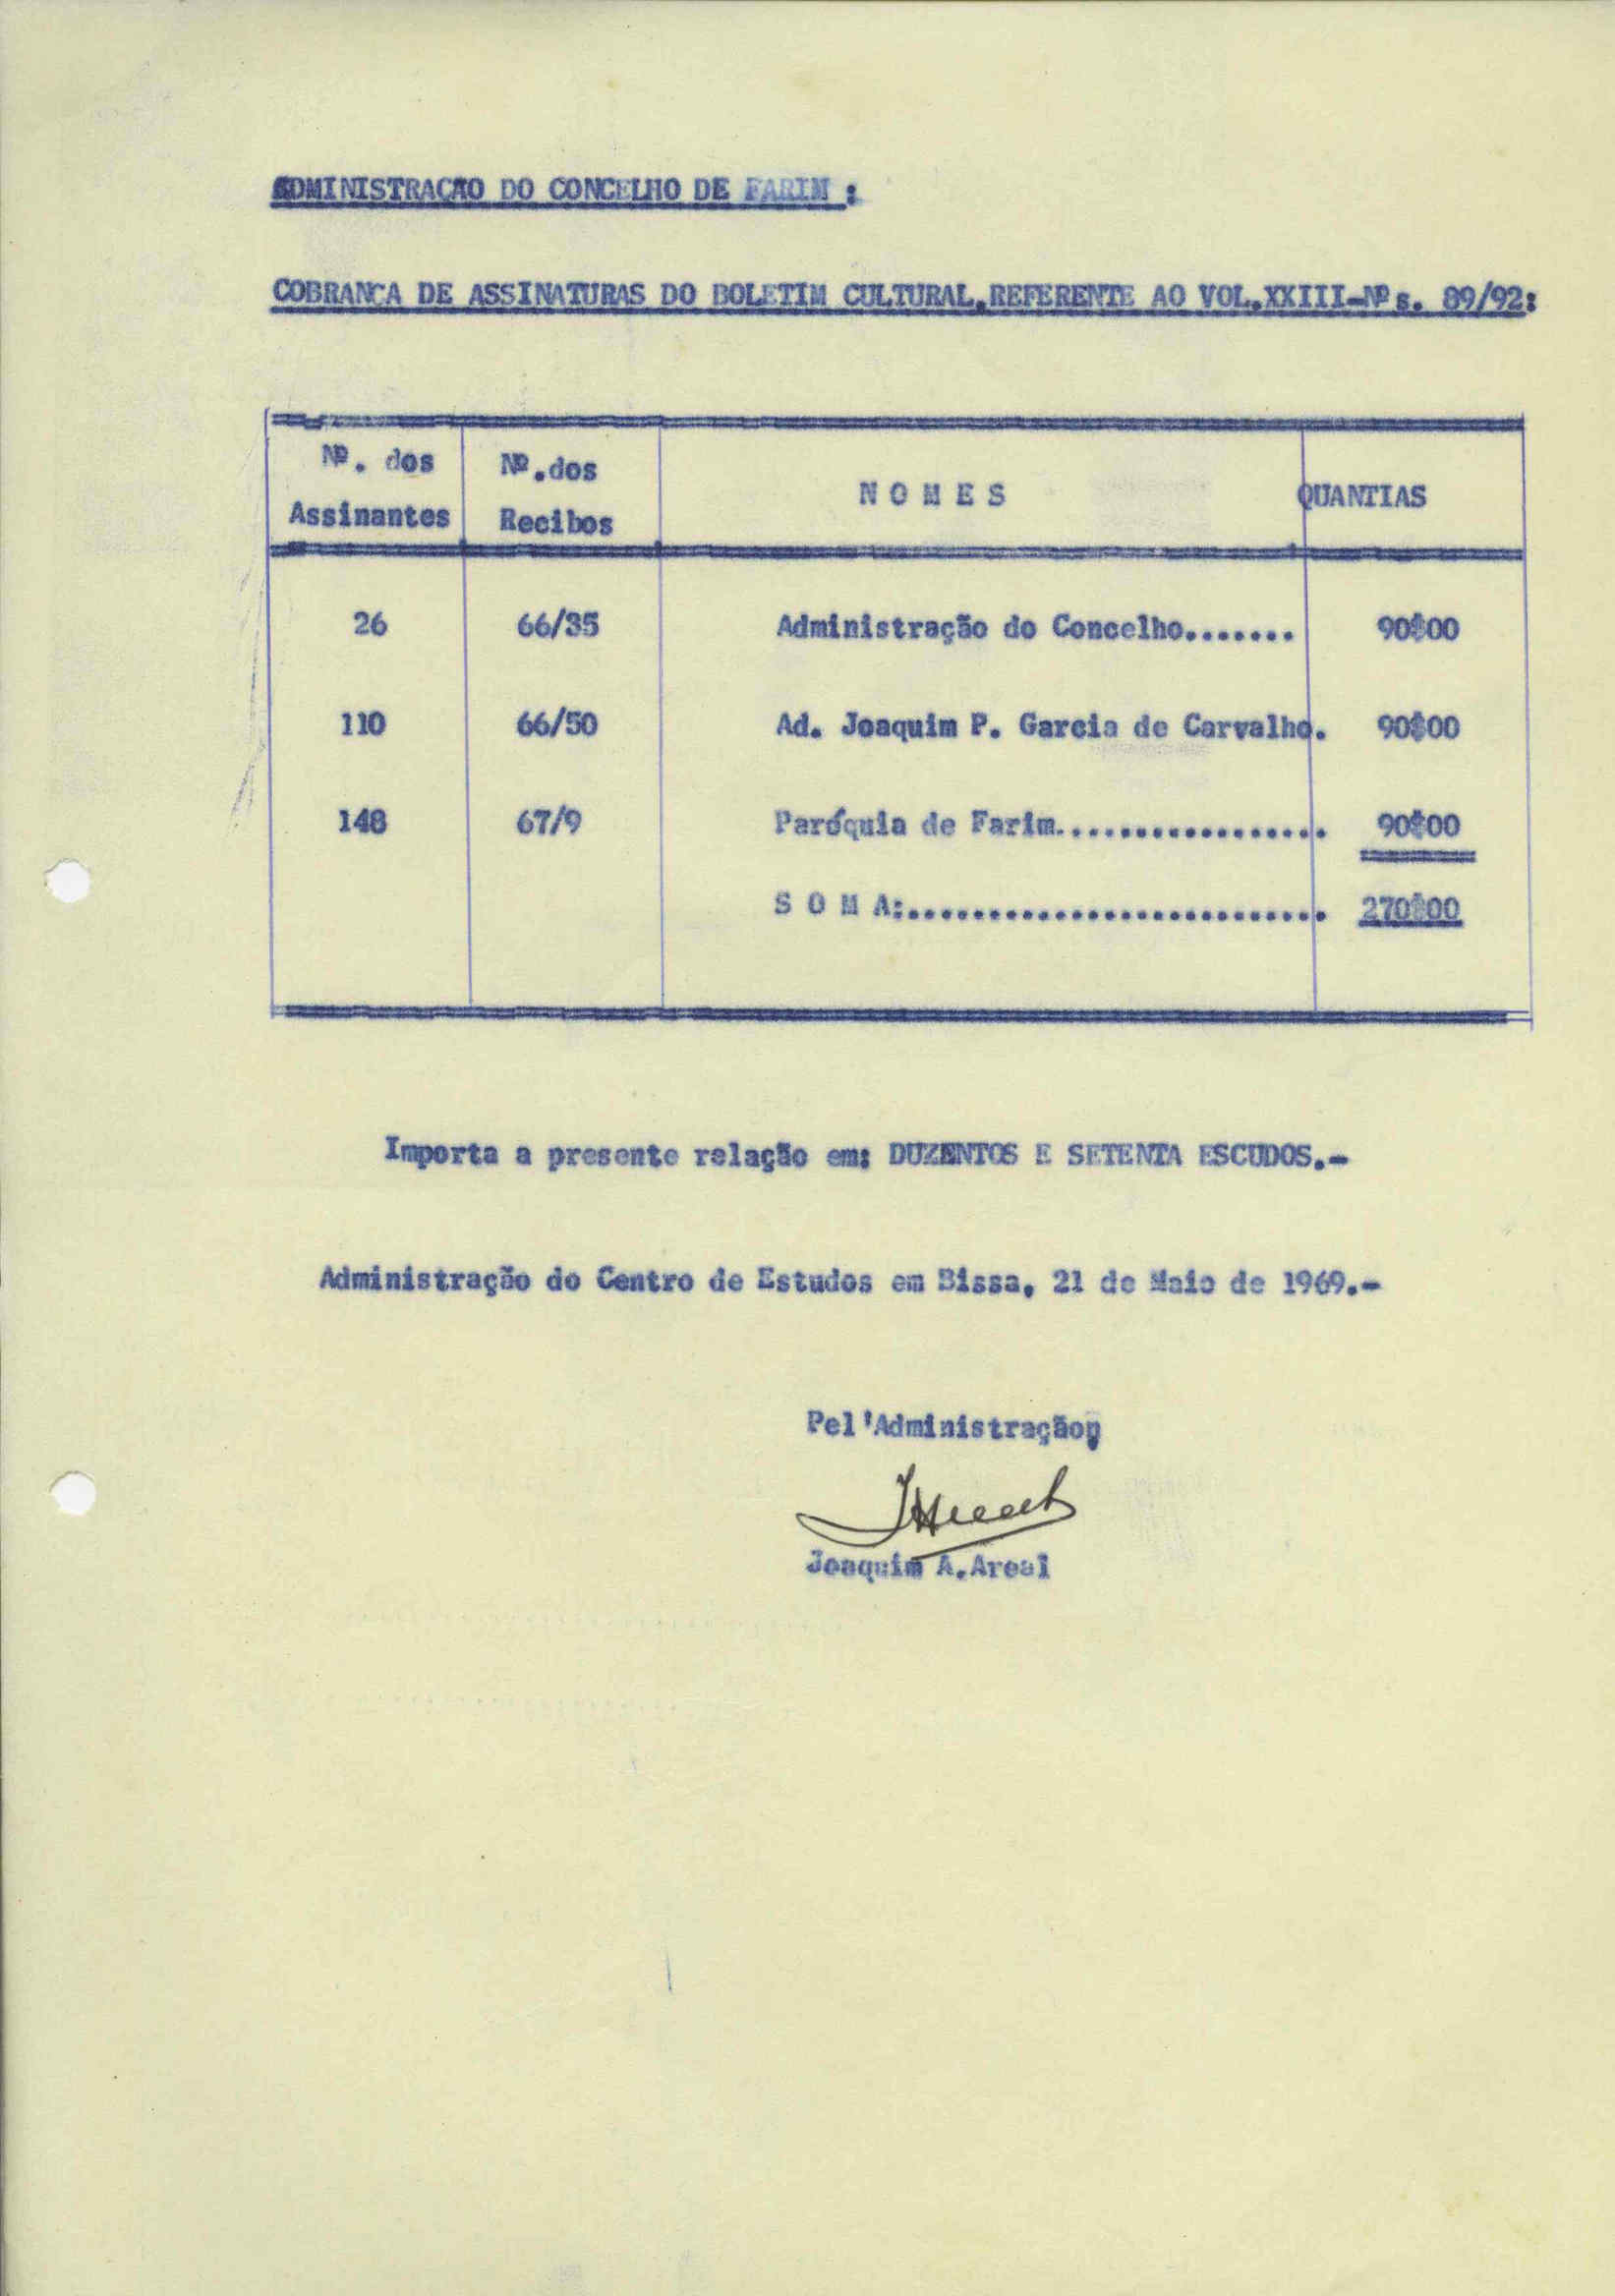 ADMINISTRAÇÃO DO CONCELHO DE FARIM :
COBRANÇA DE ASSINATURAS DO BOLETIM CULTURAL,REFERENTE AO VOL.XXIII-Nºs. 89/92:
Nº. dos Assinantes Nº.dos Recibos N O M E S QUANTIAS
26 66/35 Administração do Concelho....... 90$00
110 66/50 Ad. Joaquim P. Garcia de Carvalho. 90$00
148 67/9 Paróquia de Farim................. 90$00
S O M A:.......................... 270$00
Importa a presente relação em: DUZENTOS E SETENTA ESCUDOS.-
Administração do Centro de Estudos em Bissa, 21 de Maio de 1969.-
Pel'Administração,
Joaquim A.Areal